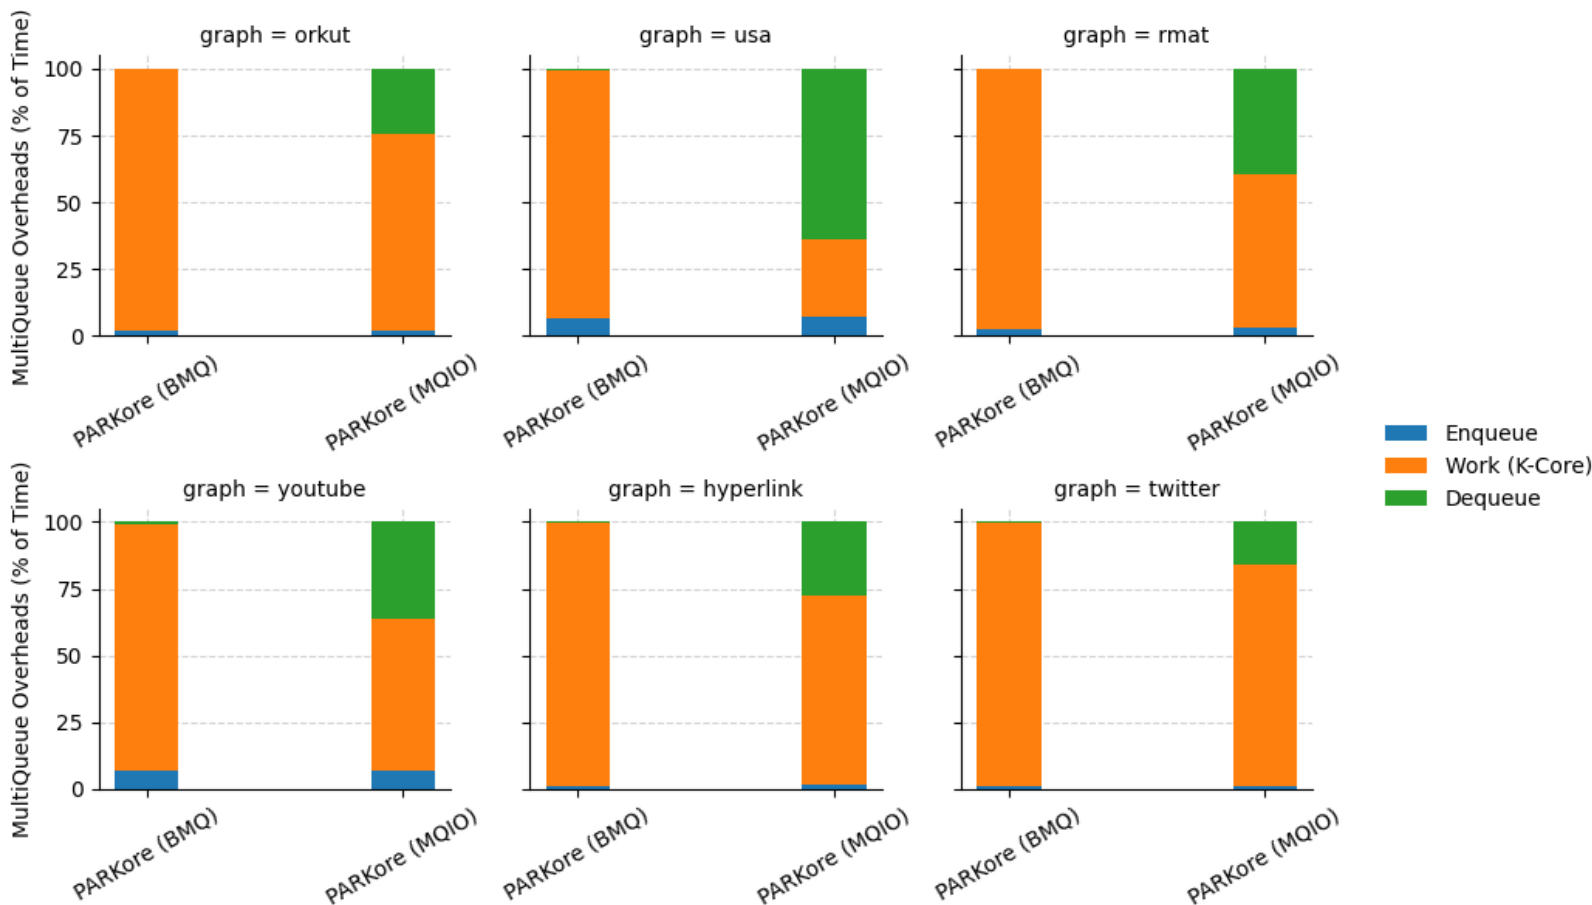 graph = orkut
graph = usa
graph = rmat
MultiQueue Overheads (% of Time)
100
75
50
25
0
PARKore (BMQ)
PARKore (MQIO)
PARKore (BMQ)
PARKore (MQIO)
PARKore (BMQ)
PARKore (MQIO)
Enqueue
Work (K-Core)
Dequeue
graph = youtube
graph = hyperlink
graph = twitter
MultiQueue Overheads (% of Time)
100
75
50
25
0
PARKore (BMQ)
PARKore (MQIO)
PARKore (BMQ)
PARKore (MQIO)
PARKore (BMQ)
PARKore (MQIO)